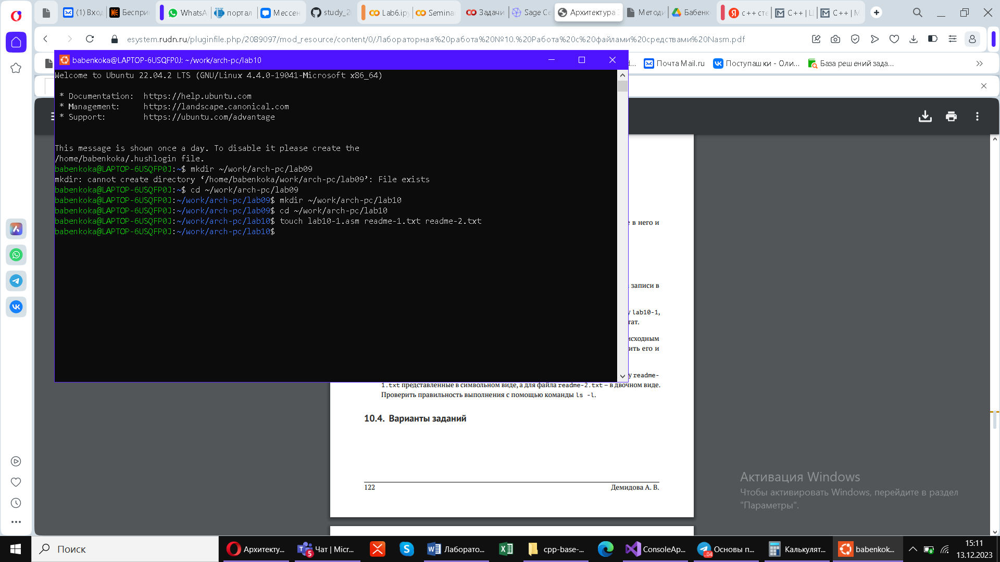 (1) Вход
Беспри
WhatsA
портал
Мессен
study_2
Lab6.ipy
Semina
Задачи
Sage Ce
Архитектура Э
Методи
Бабенк
с++ сте
C++ | Ц
C++ | М
esystem.rudn.ru/pluginfile.php/2089097/mod_resource/content/0/Лабораторная%20работа%20№10.%20Работа%20с%20файлами%20средствами%20Nasm.pdf
babenkoka@LAPTOP-6USQFP0J: ~/work/arch-pc/lab10
d...
Почта Mail.ru
Поступашки - Оли...
База решений зада...
Welcome to Ubuntu 22.04.2 LTS (GNU/Linux 4.4.0-19041-Microsoft x86_64)
* Documentation:  https://help.ubuntu.com
* Management:     https://landscape.canonical.com
* Support:        https://ubuntu.com/advantage
This message is shown once a day. To disable it please create the
/home/babenkoka/.hushlogin file.
babenkoka@LAPTOP-6USQFP0J:~$ mkdir ~/work/arch-pc/lab09
mkdir: cannot create directory ‘/home/babenkoka/work/arch-pc/lab09’: File exists
babenkoka@LAPTOP-6USQFP0J:~$ cd ~/work/arch-pc/lab09
babenkoka@LAPTOP-6USQFP0J:~/work/arch-pc/lab09$ mkdir ~/work/arch-pc/lab10
babenkoka@LAPTOP-6USQFP0J:~/work/arch-pc/lab09$ cd ~/work/arch-pc/lab10
babenkoka@LAPTOP-6USQFP0J:~/work/arch-pc/lab10$ touch lab10-1.asm readme-1.txt readme-2.txt
babenkoka@LAPTOP-6USQFP0J:~/work/arch-pc/lab10$
е в него и
записи в
у lab10-1,
тат.
исходным
ить его и
у readme-
1.txt представленные в символьном виде, а для файла readme-2.txt – в двочном виде.
Проверить правильность выполнения с помощью команды ls -l.
10.4. Варианты заданий
122
Демидова А. В.
Активация Windows
Чтобы активировать Windows, перейдите в раздел
"Параметры".
Поиск
Архитекту...
5
Чат | Micr...
Лаборато...
cpp-base-...
ConsoleAp...
..04
Основы п...
Калькулят...
babenkok...
15:11
13.12.2023